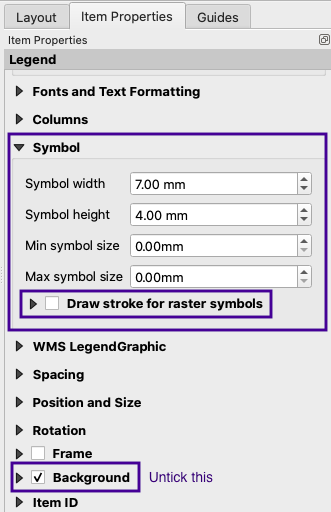 Layout Item Properties Guides
Item Properties
Legend
Fonts and Text Formatting
Columns
Symbol
Symbol width 7.00 mm
Symbol height 4.00 mm
Min symbol size 0.00mm
Max symbol size 0.00mm
Draw stroke for raster symbols
WMS LegendGraphic
Spacing
Position and Size
Rotation
Frame
Background Untick this
Item ID